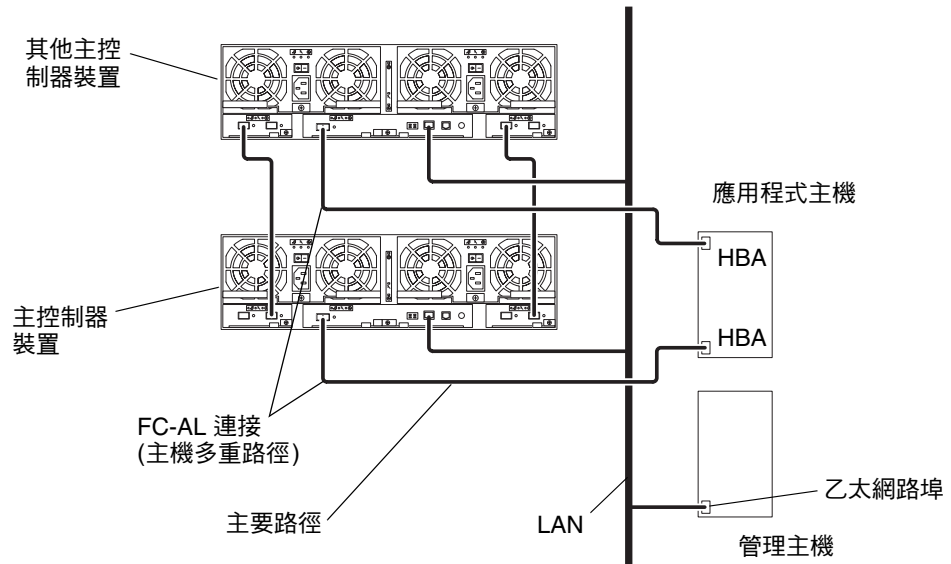 其他主控
制器裝置
應用程式主機
HBA
主控制器
裝置
HBA
FC-AL 連接
(主機多重路徑)
乙太網路埠
主要路徑
LAN
管理主機